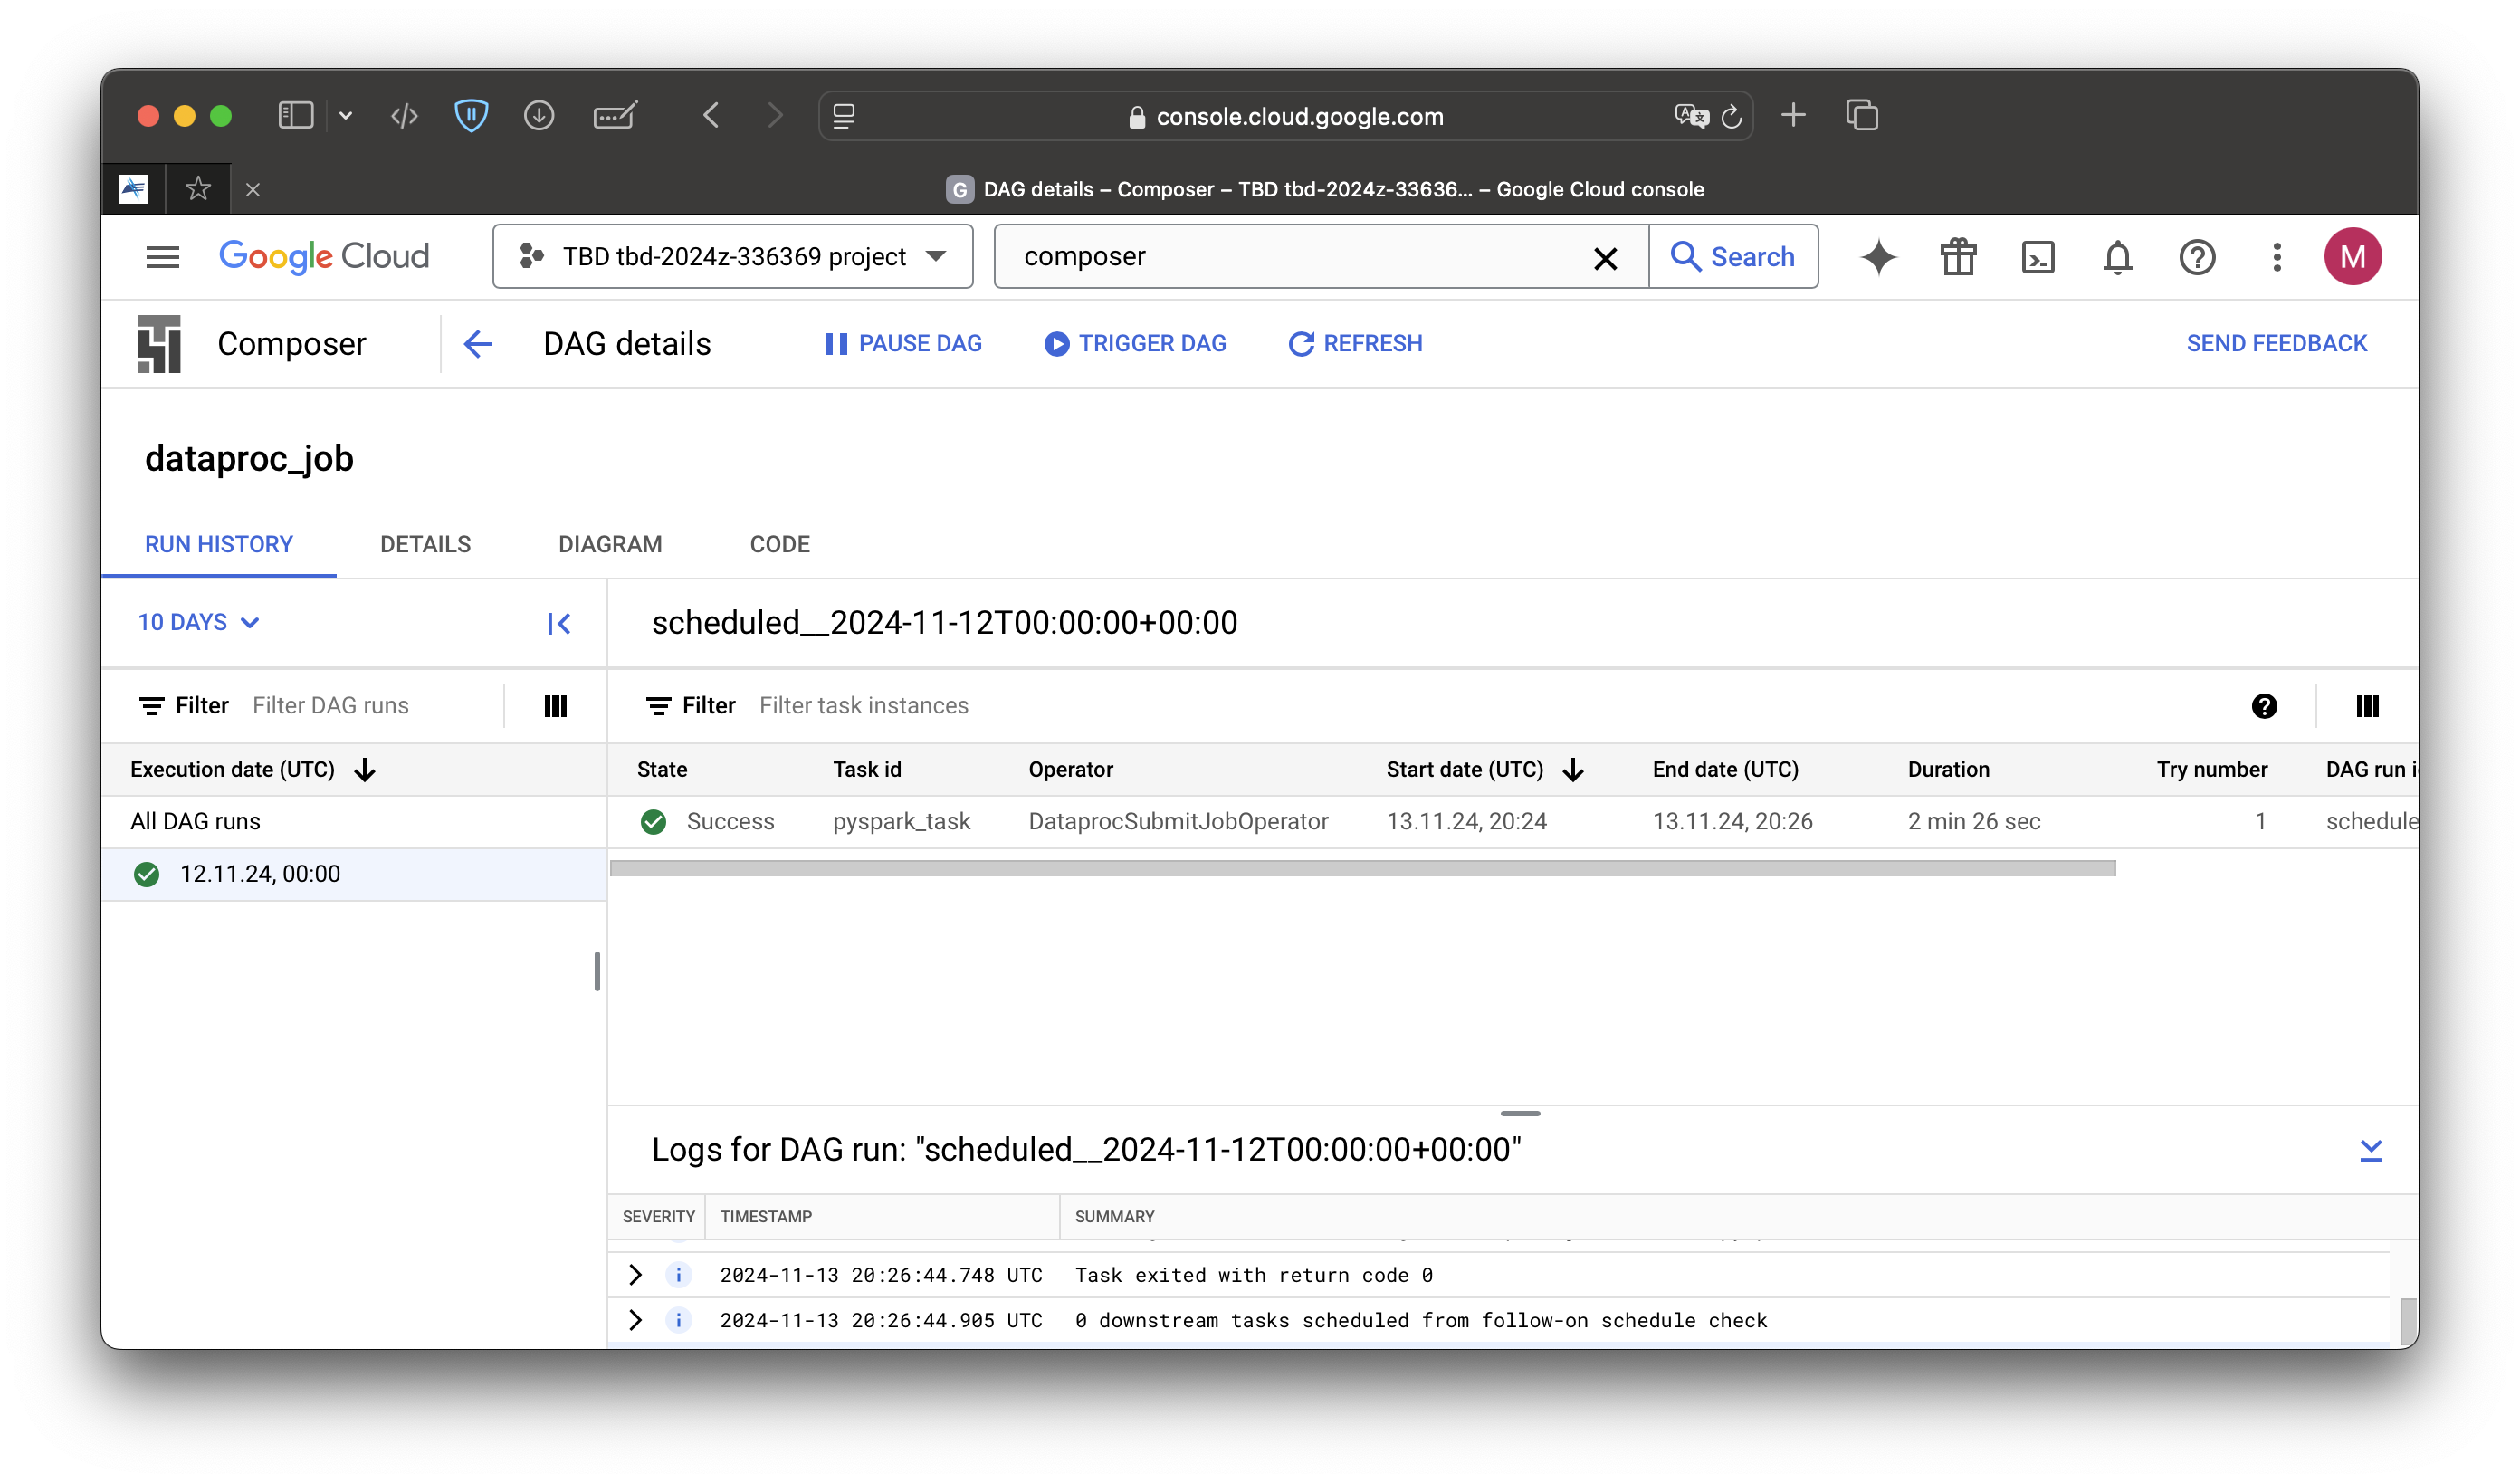 console.cloud.google.com
G DAG details – Composer – TBD tbd-2024z-33636... – Google Cloud console
Google Cloud TBD tbd-2024z-336369 project composer Search M
Composer DAG details PAUSE DAG TRIGGER DAG REFRESH SEND FEEDBACK
dataproc_job
RUN HISTORY DETAILS DIAGRAM CODE
10 DAYS
scheduled__2024-11-12T00:00:00+00:00
Filter Filter DAG runs
Filter Filter task instances
Execution date (UTC)
All DAG runs
12.11.24, 00:00
State Task id Operator Start date (UTC) End date (UTC) Duration Try number DAG run
Success pyspark_task DataprocSubmitJobOperator 13.11.24, 20:24 13.11.24, 20:26 2 min 26 sec 1 schedule
Logs for DAG run: "scheduled__2024-11-12T00:00:00+00:00"
SEVERITY TIMESTAMP SUMMARY
i 2024-11-13 20:26:44.748 UTC Task exited with return code 0
i 2024-11-13 20:26:44.905 UTC 0 downstream tasks scheduled from follow-on schedule check